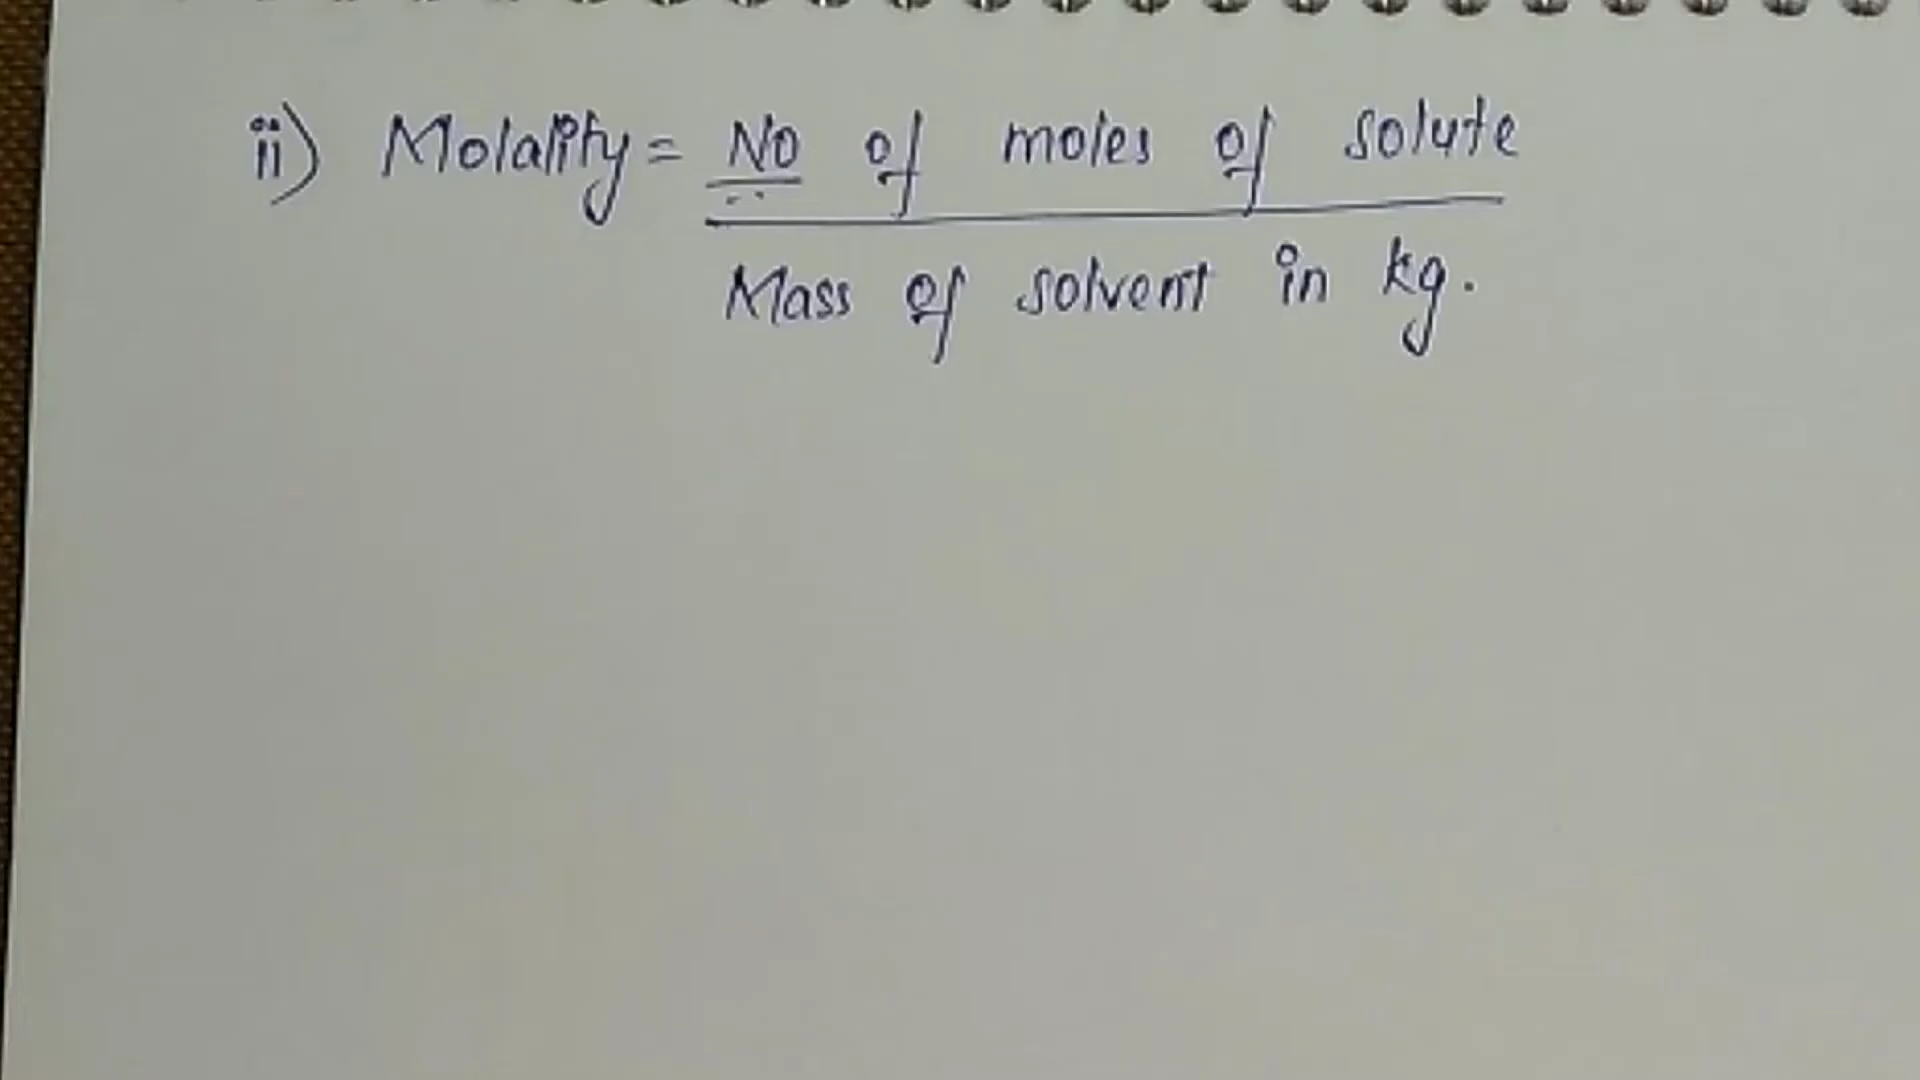 ii) Molality = No of moles of solute
Mass of solvent in kg.